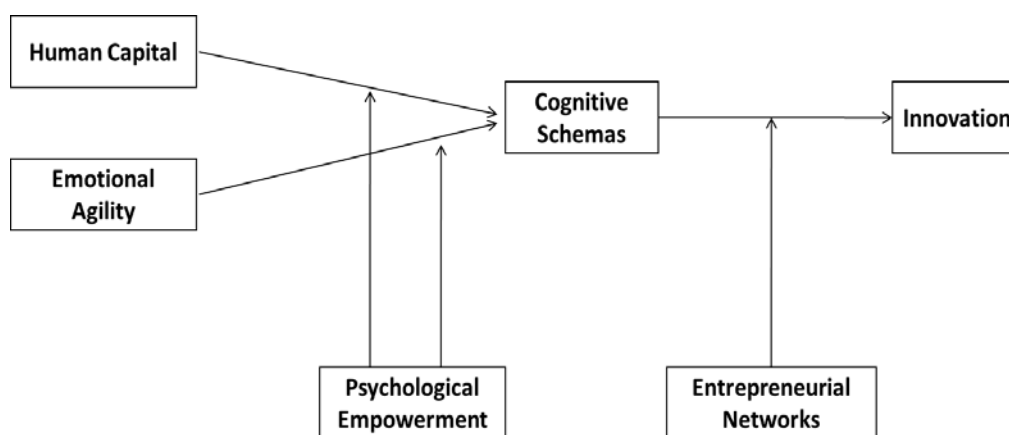 Human Capital
Emotional
Agility
Cognitive
Schemas
Innovation
Psychological
Empowerment
Entrepreneurial
Networks